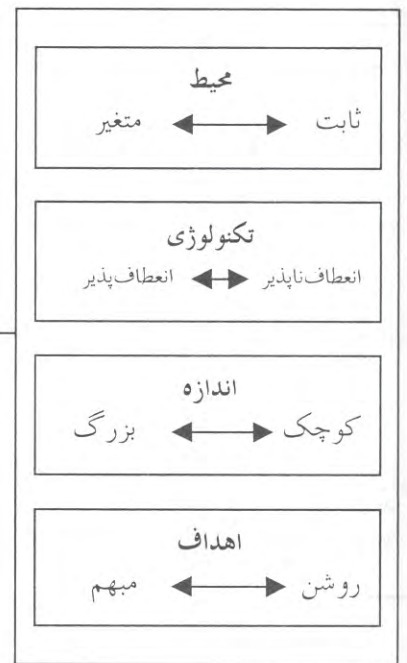 محیط
ثابت متغیر
تکنولوژی
انعطاف‌ناپذیر انعطاف‌پذیر
اندازه
کوچک بزرگ
اهداف
روشن مبهم